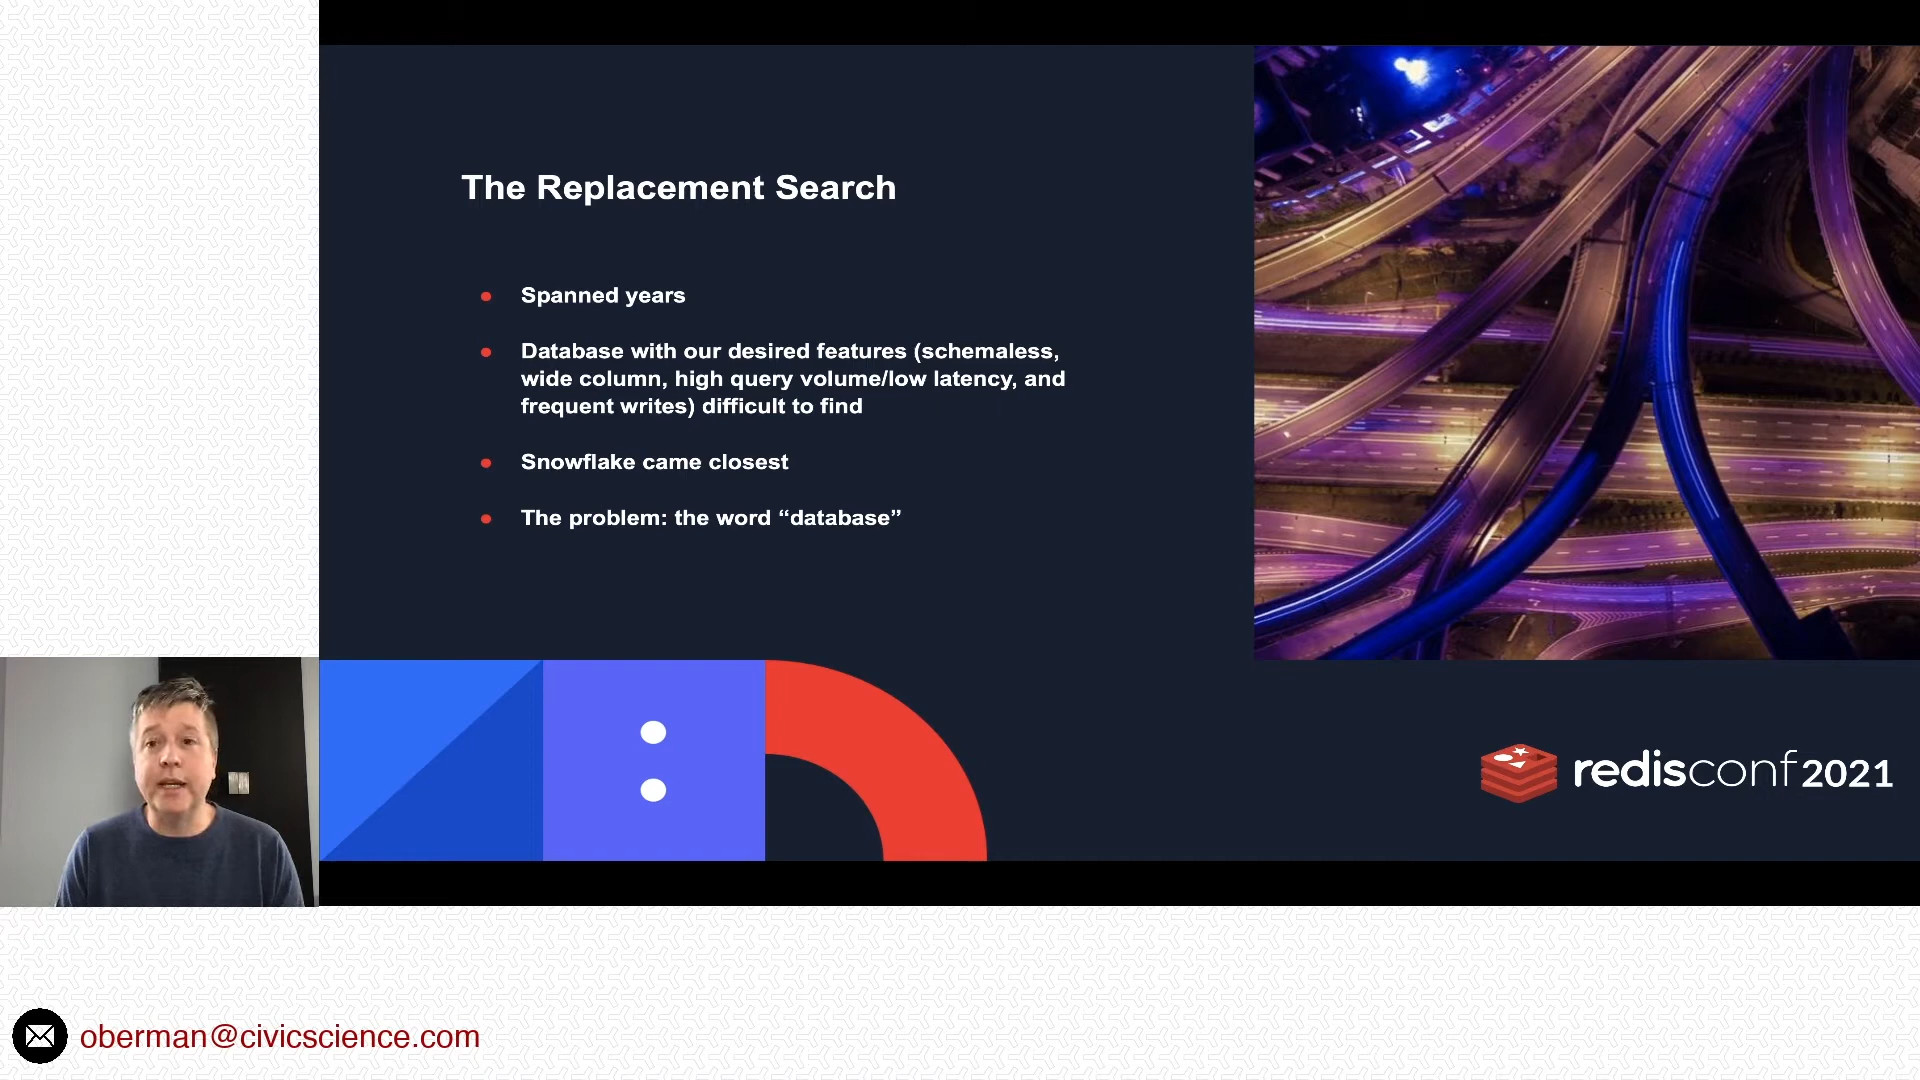 The Replacement Search
Spanned years
Database with our desired features (schemaless,
wide column, high query volume/low latency, and
frequent writes) difficult to find
Snowflake came closest
The problem: the word “database”
redisconf2021
oberman@civicscience.com